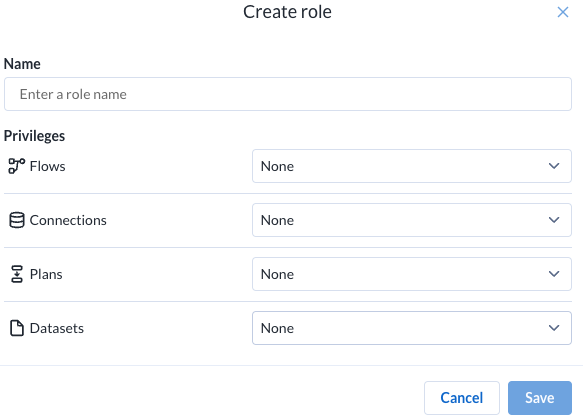 Create role
Name
Enter a role name
Privileges
Flows None
Connections None
Plans None
Datasets None
Cancel Save